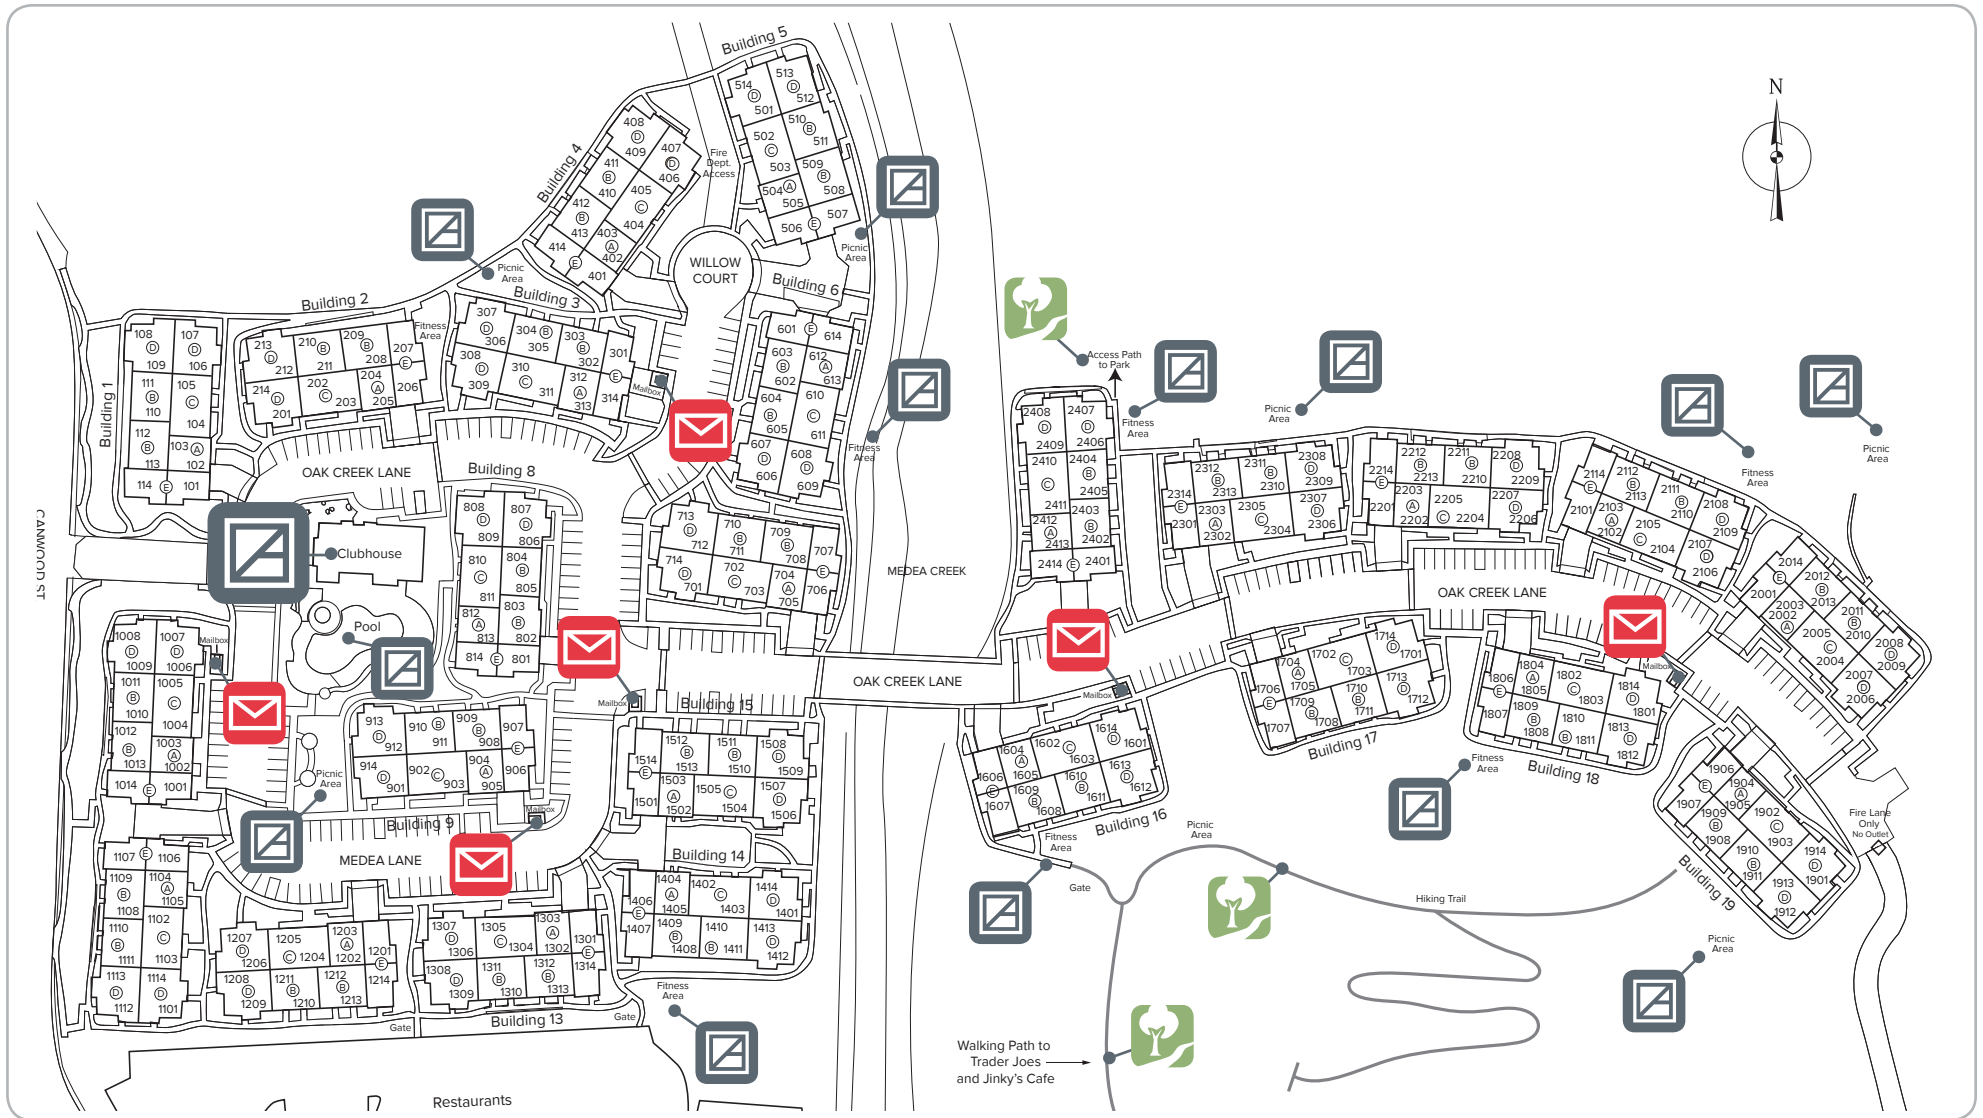 Building 5
514
513
D
D
512
501
510
B
502
511
C
509
503
B
504
A
508
505
507
506
E
Picnic
Area
Building 4
408
D
409
407
D
406
411
B
410
405
C
404
412
B
413
403
A
402
414
E
401
Fire
Dept.
Access
Picnic
Area
WILLOW
COURT
N
Building 1
108
107
D
D
109
106
111
105
B
C
110
104
112
B
103
A
113
102
114
E
101
Building 2
213
D
212
210
B
211
209
B
208
207
E
206
214
D
201
202
C
203
204
A
205
Fitness
Area
Building 3
307
D
306
304
B
305
303
B
302
301
E
308
D
309
310
C
311
312
A
313
314
Mailbox
Building 6
601
E
614
603
B
602
612
A
613
604
B
605
610
C
611
607
D
606
608
D
609
Fitness
Area
OAK CREEK LANE
Building 8
808
D
809
807
D
806
810
C
811
804
B
805
812
A
813
803
B
802
814
E
801
CANWOOD ST
Clubhouse
Pool
713
D
712
710
B
711
709
B
708
707
E
714
D
701
702
C
703
704
A
705
706
MEDEA CREEK
Access Path
to Park
Fitness
Area
Picnic
Area
Fitness
Area
Picnic
Area
2408
D
2409
2407
D
2406
2410
C
2411
2404
B
2405
2412
A
2413
2403
B
2402
2414
E
2401
2312
B
2313
2311
B
2310
2308
D
2309
2314
E
2301
2303
A
2302
2305
C
2304
2307
D
2306
2214
E
2201
2212
B
2213
2211
B
2210
2208
D
2209
2203
A
2202
2205
C
2204
2207
D
2206
2114
E
2101
2112
B
2113
2111
B
2110
2108
D
2109
2103
A
2102
2105
C
2104
2107
D
2106
2014
E
2001
2012
B
2013
2011
B
2010
2008
D
2009
2003
A
2002
2005
C
2004
2007
D
2006
OAK CREEK LANE
1008
D
1009
1007
D
1006
1011
B
1010
1005
C
1004
1012
B
1013
1003
A
1002
1014
E
1001
Mailbox
Mailbox
Building 15
OAK CREEK LANE
Mailbox
Mailbox
913
D
912
910
B
911
909
B
908
907
E
914
D
901
902
C
903
904
A
905
906
Picnic
Area
Building 9
Mailbox
MEDEA LANE
1514
E
1501
1512
B
1513
1511
B
1510
1508
D
1509
1503
A
1502
1505
C
1504
1507
D
1506
Building 14
1406
E
1407
1404
A
1405
1402
C
1403
1414
D
1401
1409
B
1408
1410
B
1411
1413
D
1412
1604
A
1605
1602
C
1603
1614
D
1601
1606
E
1607
1609
B
1608
1610
B
1611
1613
D
1612
Building 16
1706
E
1707
1704
A
1705
1702
C
1703
1714
D
1701
1709
B
1708
1710
B
1711
1713
D
1712
Building 17
1806
E
1807
1804
A
1805
1802
C
1803
1814
D
1801
1809
B
1808
1810
B
1811
1813
D
1812
Building 18
Fitness
Area
1906
E
1907
1904
A
1905
1902
C
1903
1909
B
1908
1910
B
1911
1914
D
1901
1913
D
1912
Building 19
Fire Lane
Only
No Outlet
1107
E
1106
1109
B
1108
1104
A
1105
1110
B
1111
1102
C
1103
1113
D
1112
1114
D
1101
1207
D
1206
1205
C
1204
1203
A
1202
1201
E
1214
1208
D
1209
1211
B
1210
1212
B
1213
Gate
1307
D
1306
1305
C
1304
1303
A
1302
1301
E
1314
1308
D
1309
1311
B
1310
1312
B
1313
Building 13
Gate
Fitness
Area
Fitness
Area
Gate
Picnic
Area
Hiking Trail
Picnic
Area
Walking Path to
Trader Joes
and Jinky's Cafe
Restaurants